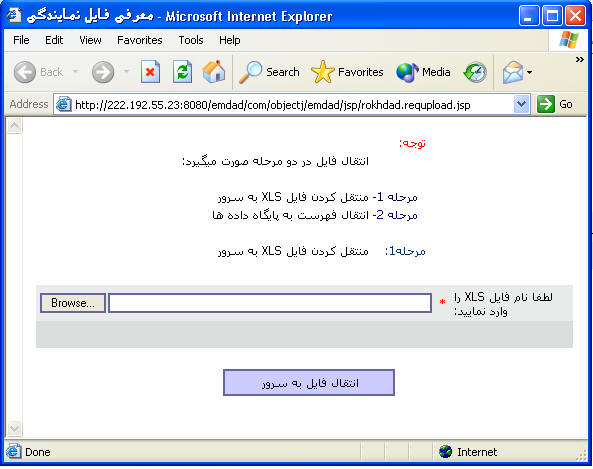 معرفی فایل نمایندگی - Microsoft Internet Explorer
File Edit View Favorites Tools Help
Back Search Favorites Media
Address http://222.192.55.23:8080/emdad/com/objectj/emdad/jsp/rokhdad.requpload.jsp Go
توجه:
انتقال فایل در دو مرحله صورت میگیرد:
مرحله 1- منتقل کردن فایل XLS به سرور
مرحله 2- انتقال فهرست به پایگاه داده ها
مرحله1: منتقل کردن فایل XLS به سرور
لطفا نام فایل XLS را
وارد نمایید:
* Browse...
انتقال فایل به سرور
Done Internet